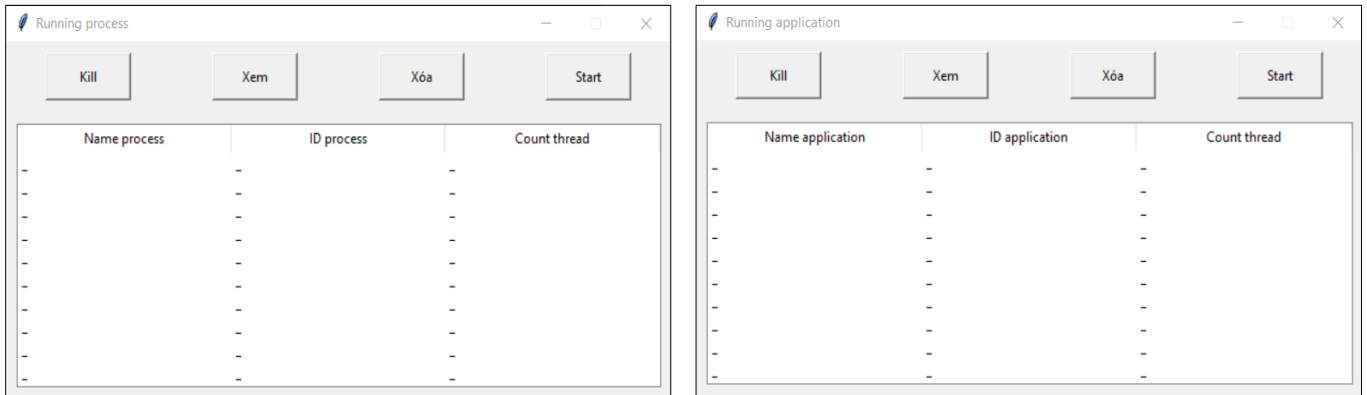 Running process
Kill Xem Xóa Start
Name process ID process Count thread
- - -
- - -
- - -
- - -
- - -
- - -
- - -
- - -
- - -
- - -
Running application
Kill Xem Xóa Start
Name application ID application Count thread
- - -
- - -
- - -
- - -
- - -
- - -
- - -
- - -
- - -
- - -